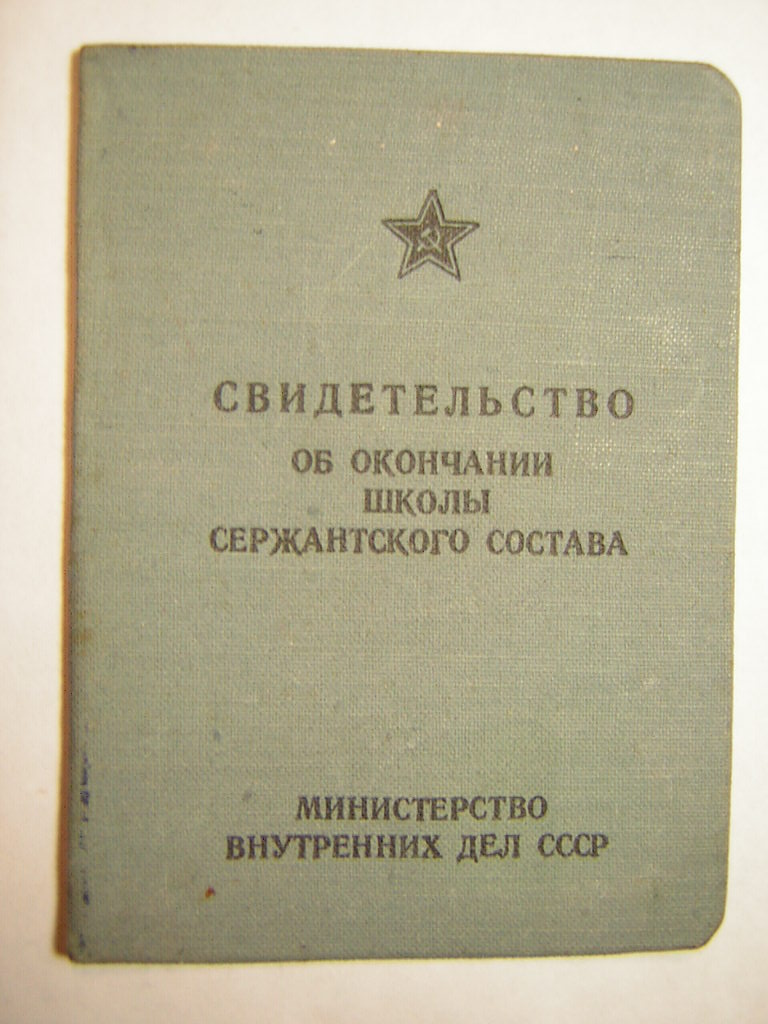 СВИДЕТЕЛЬСТВО
ОБ ОКОНЧАНИИ
ШКОЛЫ
СЕРЖАНТСКОГО СОСТАВА
МИНИСТЕРСТВО
ВНУТРЕННИХ ДЕЛ СССР